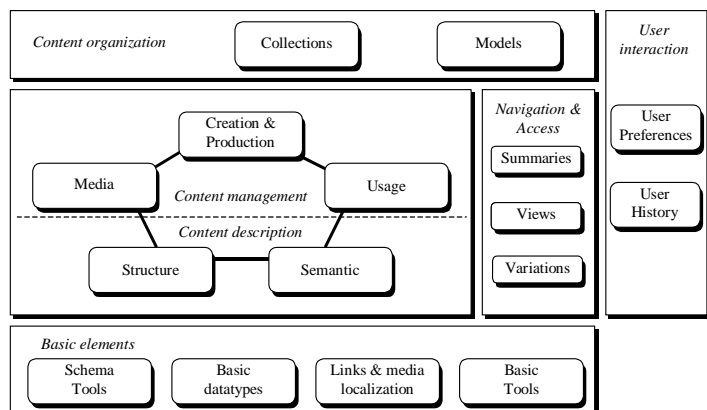 Content organization
Collections
Models
User
interaction
Creation &
Production
Media
Usage
Content management
Content description
Structure
Semantic
Navigation &
Access
Summaries
Views
Variations
User
Preferences
User
History
Basic elements
Schema
Tools
Basic
datatypes
Links & media
localization
Basic
Tools